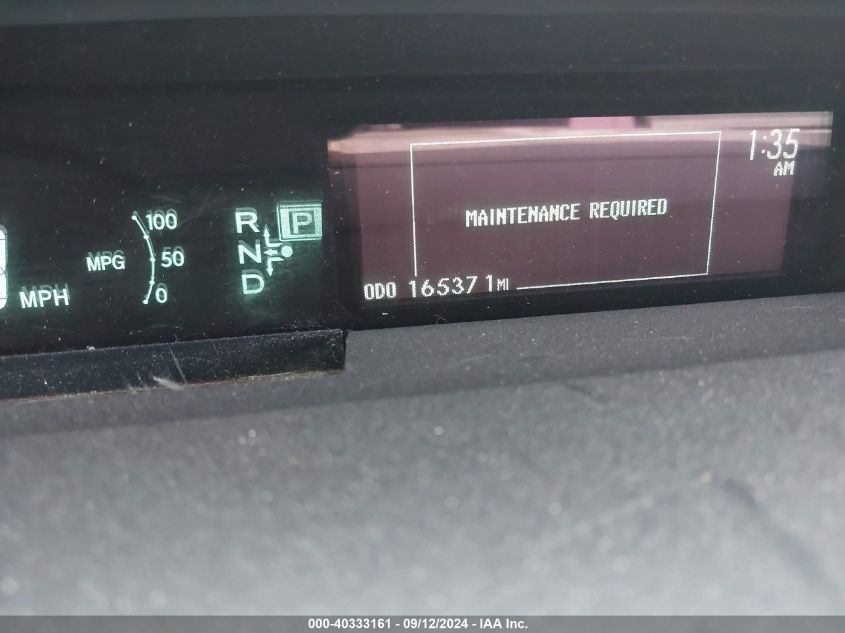 1:35
AM
MAINTENANCE REQUIRED
ODO 165371 MI
100
MPG 50
0
MPH
R P
N
D
000-40333161 - 09/12/2024 - IAA Inc.